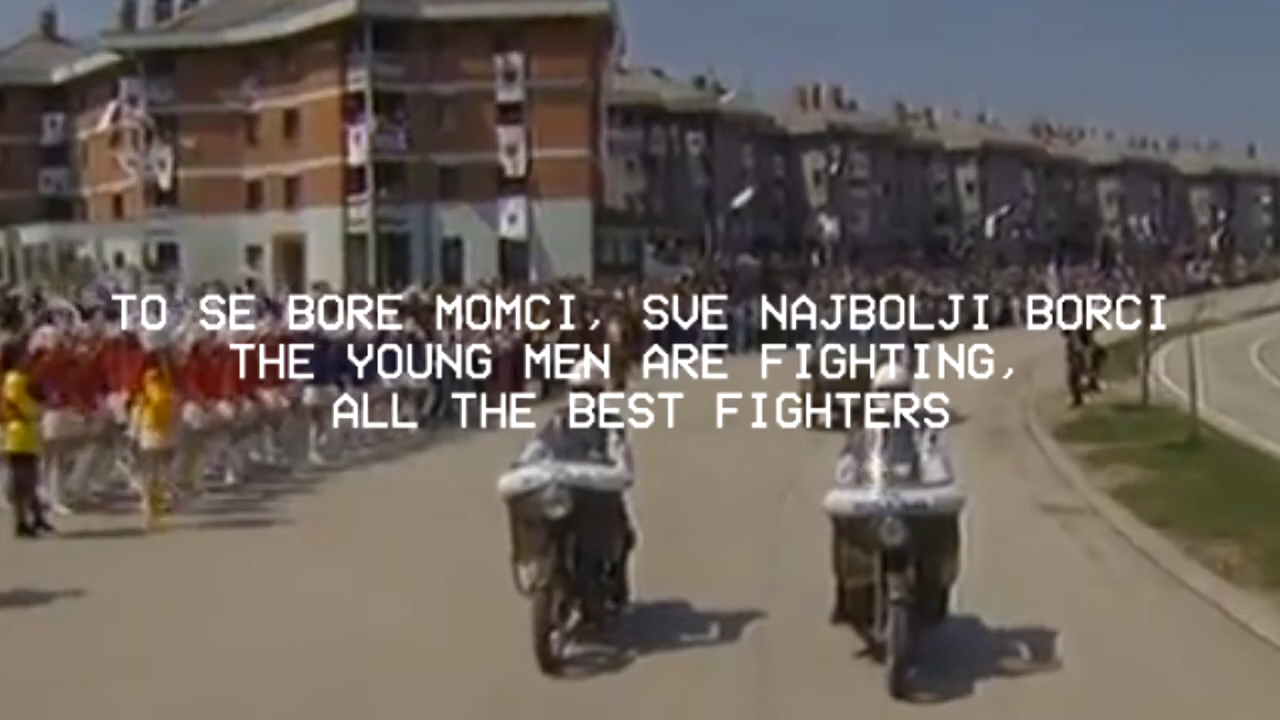 TO SE BORE MOMCI, SVE NAJBOLJI BORCI
THE YOUNG MEN ARE FIGHTING,
ALL THE BEST FIGHTERS